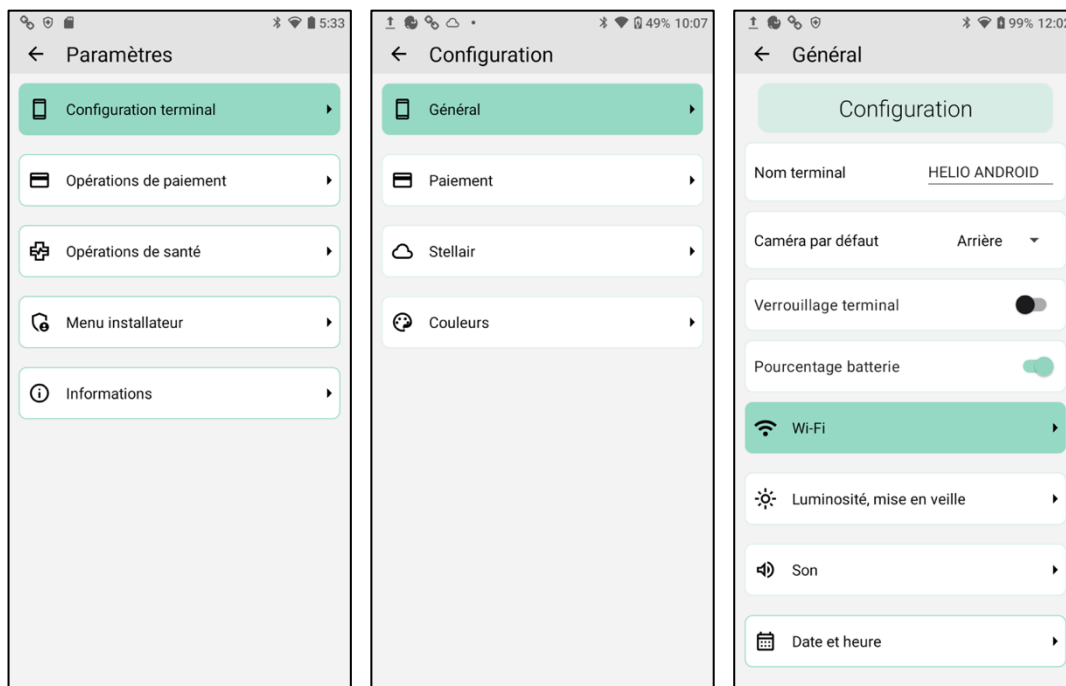 5:33
Paramètres
Configuration terminal
Opérations de paiement
Opérations de santé
Menu installateur
Informations
49% 10:07
Configuration
Général
Paiement
Stellair
Couleurs
99% 12:02
Général
Configuration
Nom terminal HELIO ANDROID
Caméra par défaut Arrière
Verrouillage terminal
Pourcentage batterie
Wi-Fi
Luminosité, mise en veille
Son
Date et heure